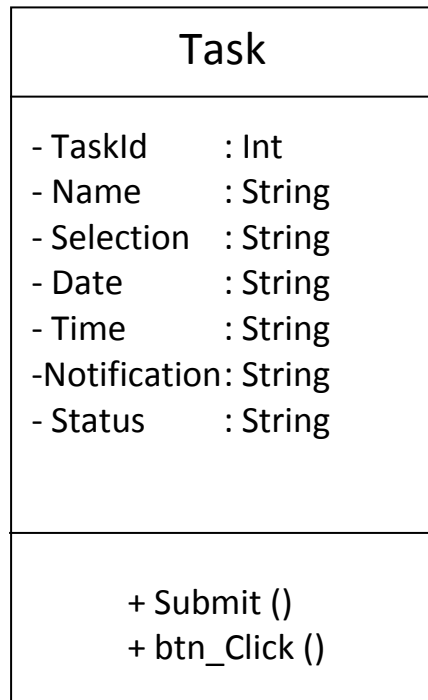 Task
- TaskId : Int
- Name : String
- Selection : String
- Date : String
- Time : String
-Notification: String
- Status : String
+ Submit ()
+ btn_Click ()